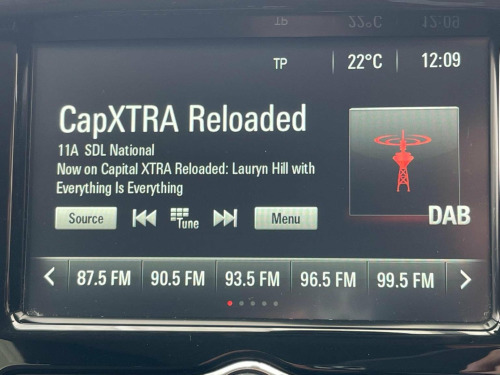 TP 22°C 12:09
CapXTRA Reloaded
11A SDL National
Now on Capital XTRA Reloaded: Lauryn Hill with
Everything Is Everything
DAB
Source Tune Menu
87.5 FM 90.5 FM 93.5 FM 96.5 FM 99.5 FM